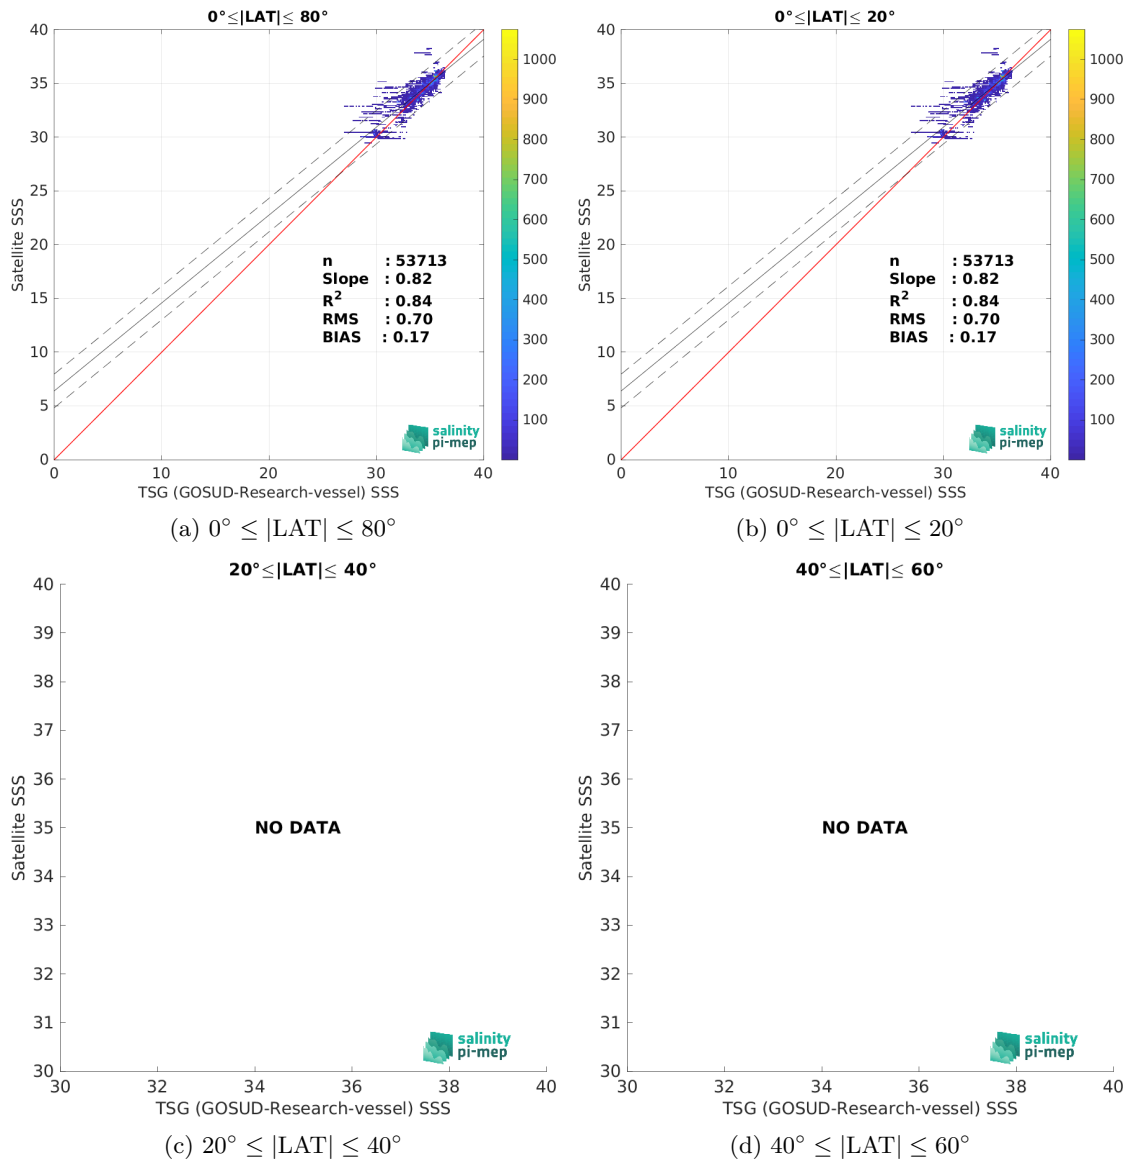 0°≤|LAT|≤ 80°
40
35
30
25
20
15
10
5
0
Satellite SSS
n : 53713
Slope : 0.82
R2 : 0.84
RMS : 0.70
BIAS : 0.17
salinity
pi-mep
0 10 20 30 40
TSG (GOSUD-Research-vessel) SSS
1000
900
800
700
600
500
400
300
200
100
(a) 0° ≤ |LAT| ≤ 80°
0°≤|LAT|≤ 20°
40
35
30
25
20
15
10
5
0
Satellite SSS
n : 53713
Slope : 0.82
R2 : 0.84
RMS : 0.70
BIAS : 0.17
salinity
pi-mep
0 10 20 30 40
TSG (GOSUD-Research-vessel) SSS
1000
900
800
700
600
500
400
300
200
100
(b) 0° ≤ |LAT| ≤ 20°
20°≤|LAT|≤ 40°
40
39
38
37
36
35
34
33
32
31
30
Satellite SSS
NO DATA
salinity
pi-mep
30 32 34 36 38 40
TSG (GOSUD-Research-vessel) SSS
(c) 20° ≤ |LAT| ≤ 40°
40°≤|LAT|≤ 60°
40
39
38
37
36
35
34
33
32
31
30
Satellite SSS
NO DATA
salinity
pi-mep
30 32 34 36 38 40
TSG (GOSUD-Research-vessel) SSS
(d) 40° ≤ |LAT| ≤ 60°